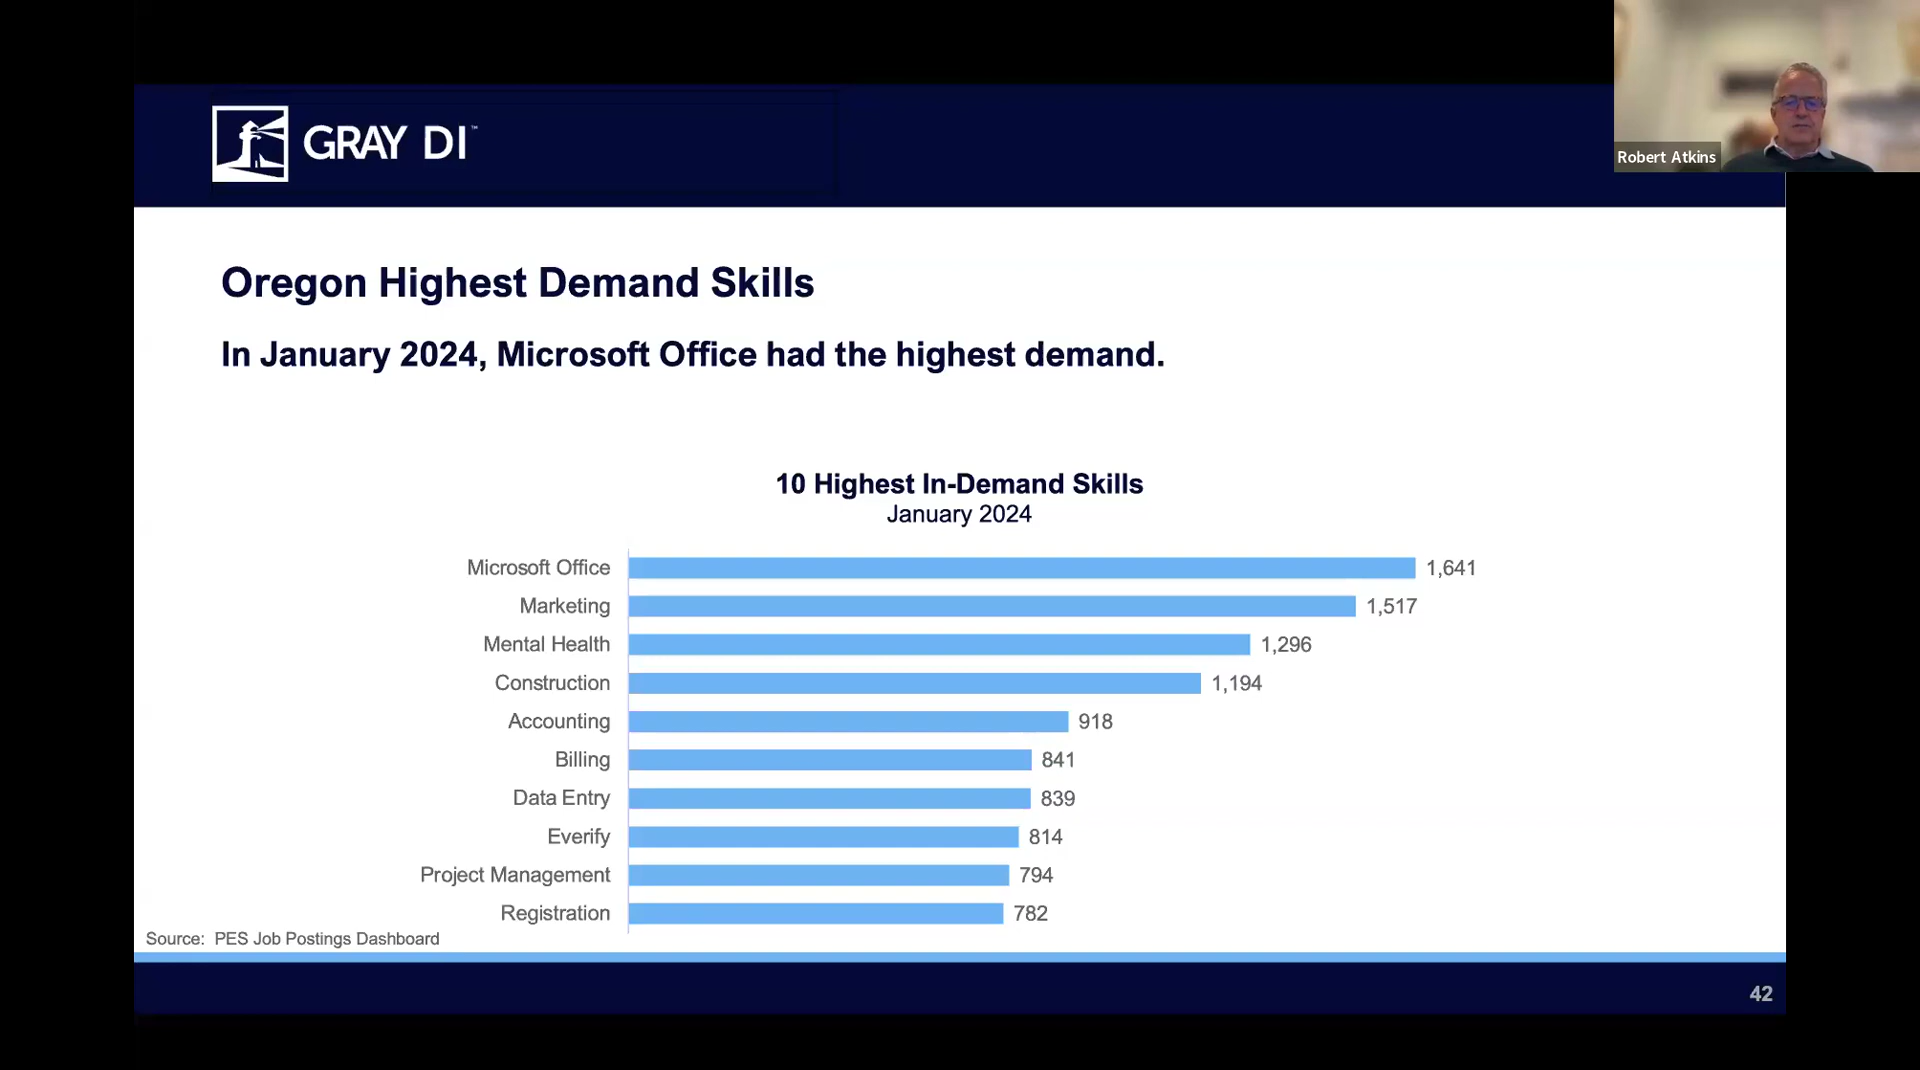 GRAY DI™
Robert Atkins
Oregon Highest Demand Skills
In January 2024, Microsoft Office had the highest demand.
10 Highest In-Demand Skills
January 2024
Microsoft Office 1,641
Marketing 1,517
Mental Health 1,296
Construction 1,194
Accounting 918
Billing 841
Data Entry 839
Everify 814
Project Management 794
Registration 782
Source: PES Job Postings Dashboard
42